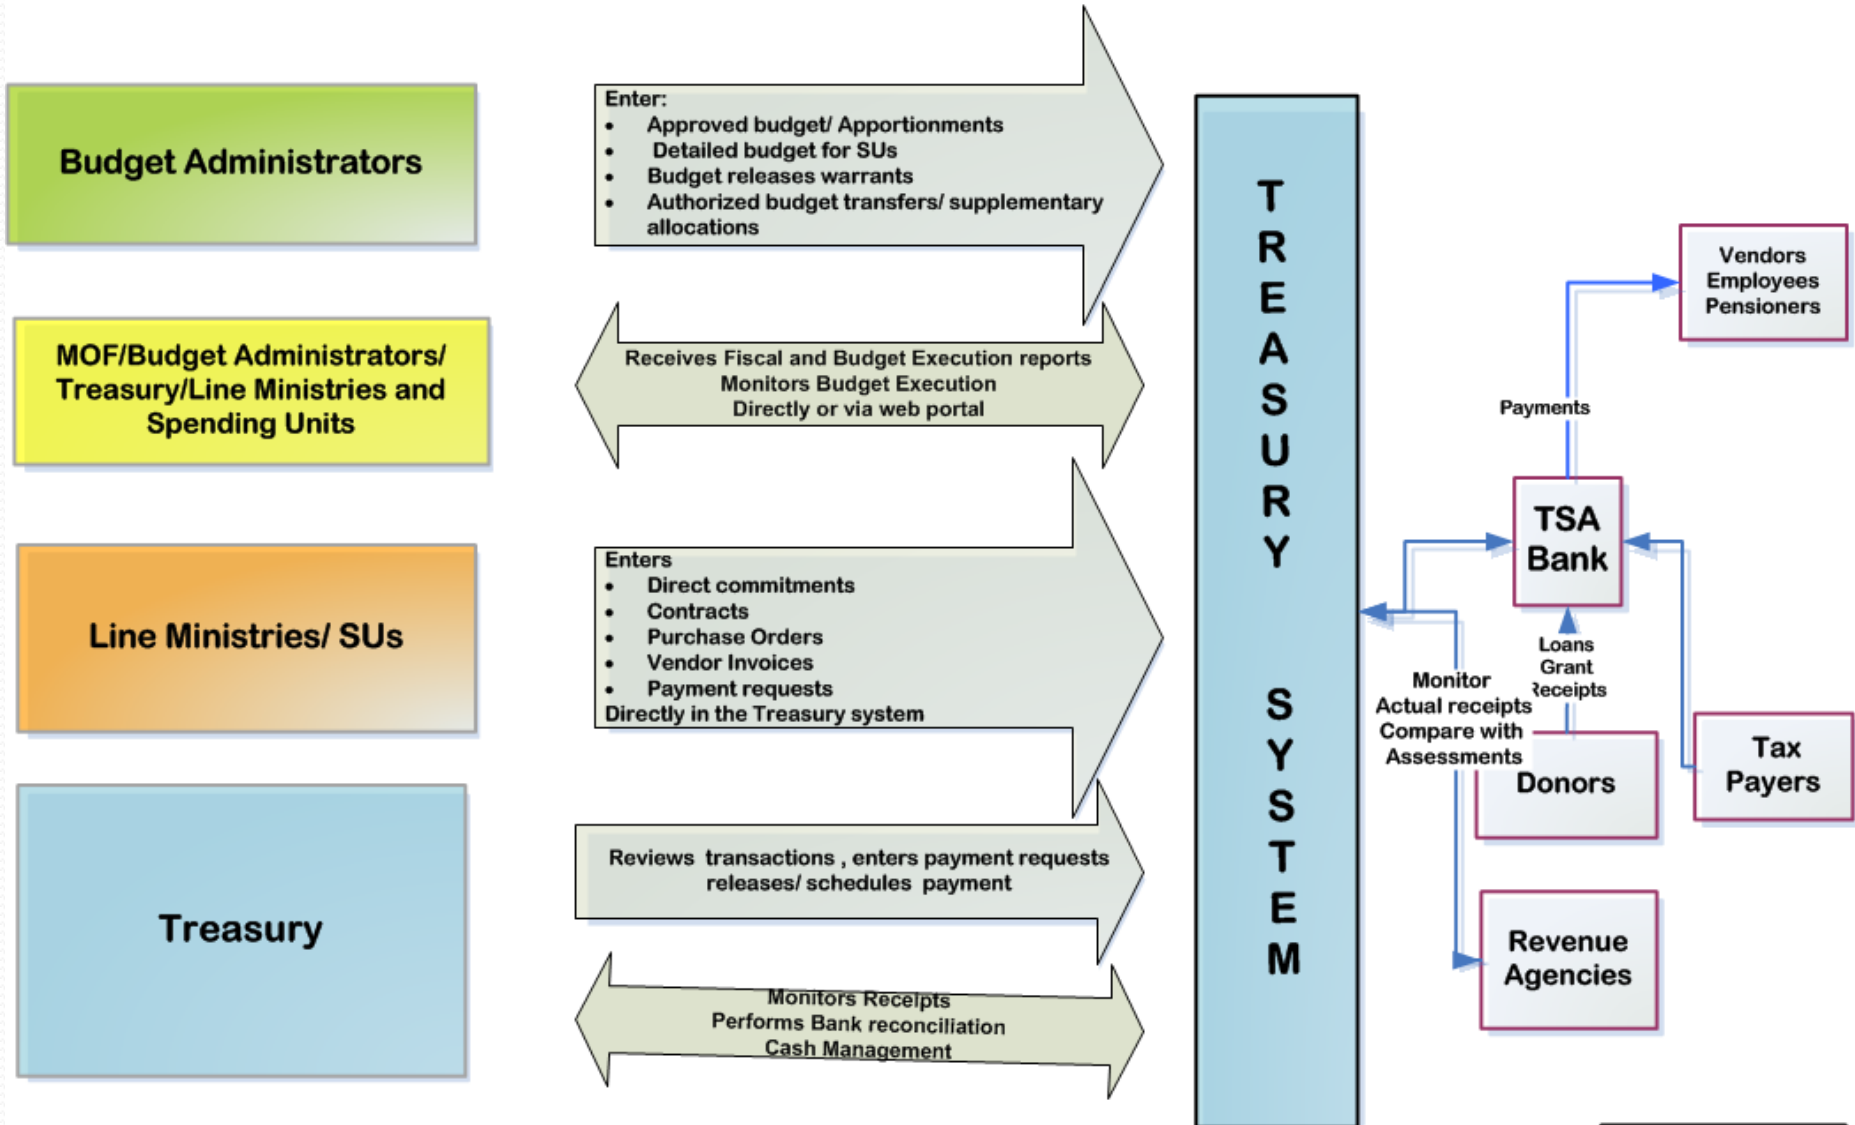 Budget Administrators
Enter:
• Approved budget/ Apportionments
• Detailed budget for SUs
• Budget releases warrants
• Authorized budget transfers/ supplementary
allocations
MOF/Budget Administrators/
Treasury/Line Ministries and
Spending Units
Receives Fiscal and Budget Execution reports
Monitors Budget Execution
Directly or via web portal
Line Ministries/ SUs
Enters
• Direct commitments
• Contracts
• Purchase Orders
• Vendor Invoices
• Payment requests
Directly in the Treasury system
Treasury
Reviews transactions , enters payment requests
releases/ schedules payment
Monitors Receipts
Performs Bank reconciliation
Cash Management
TREASURY SYSTEM
Vendors
Employees
Pensioners
Payments
TSA
Bank
Loans
Grant
Receipts
Monitor
Actual receipts
Compare with
Assessments
Donors
Tax
Payers
Revenue
Agencies